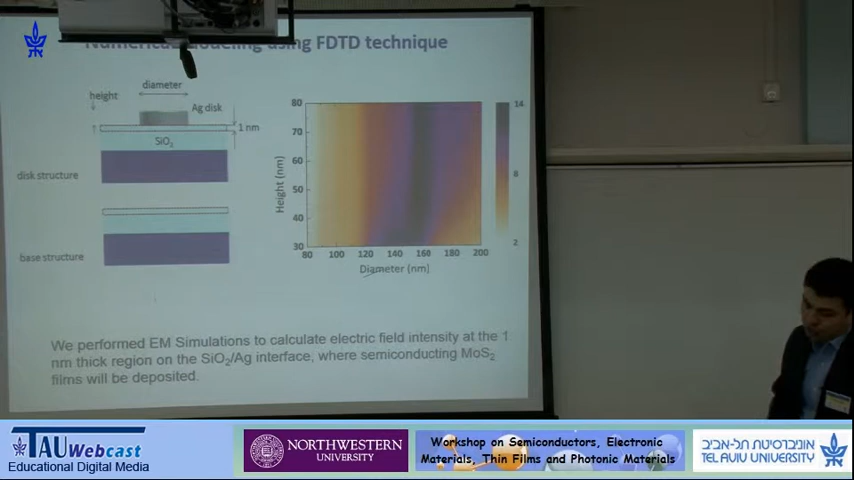 using FDTD technique
diameter
height
Ag disk
1 nm
SiO₂
disk structure
base structure
80
70
60
50
40
30
Height (nm)
80 100 120 140 160 180 200
Diameter (nm)
14
8
2
We performed EM Simulations to calculate electric field intensity at the 1
nm thick region on the SiO₂/Ag interface, where semiconducting MoS₂
films will be deposited.
TAU Webcast
Educational Digital Media
NORTHWESTERN
UNIVERSITY
Workshop on Semiconductors, Electronic
Materials, Thin Films and Photonic Materials
אוניברסיטת תל-אביב
TEL AVIV UNIVERSITY